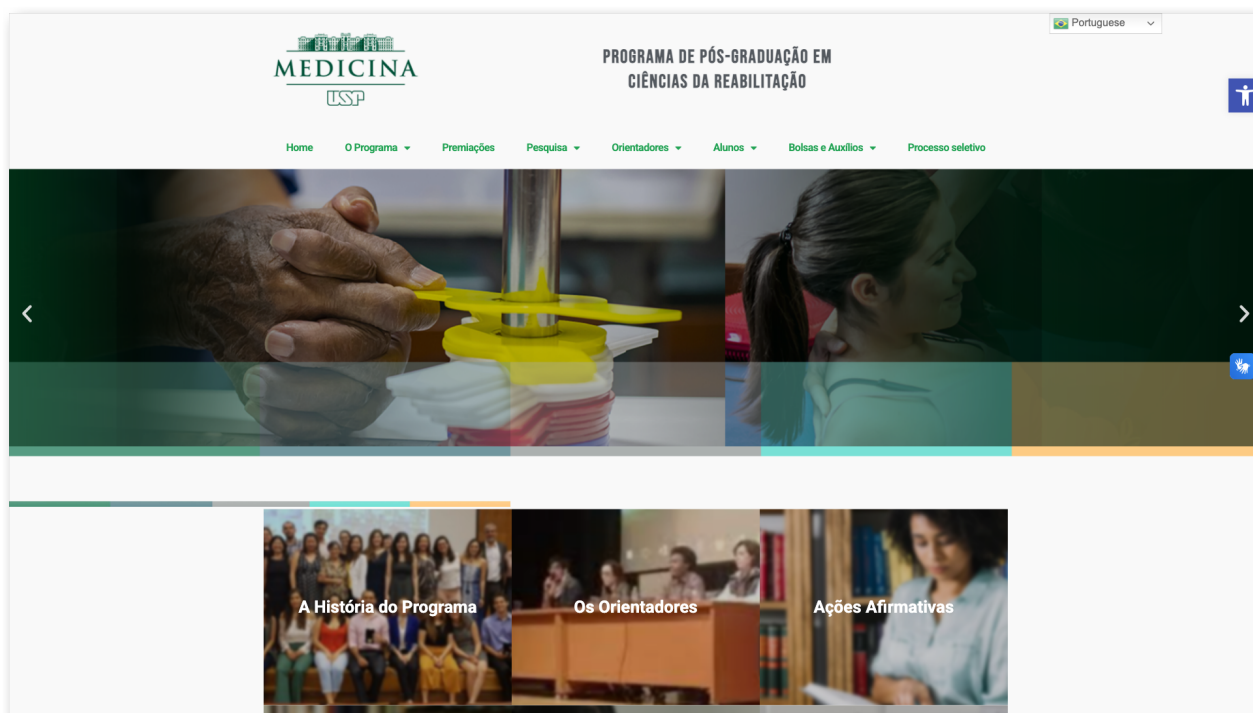 Portuguese
MEDICINA
USP
PROGRAMA DE PÓS-GRADUAÇÃO EM
CIÊNCIAS DA REABILITAÇÃO
Home O Programa Premiações Pesquisa Orientadores Alunos Bolsas e Auxílios Processo seletivo
A História do Programa Os Orientadores Ações Afirmativas